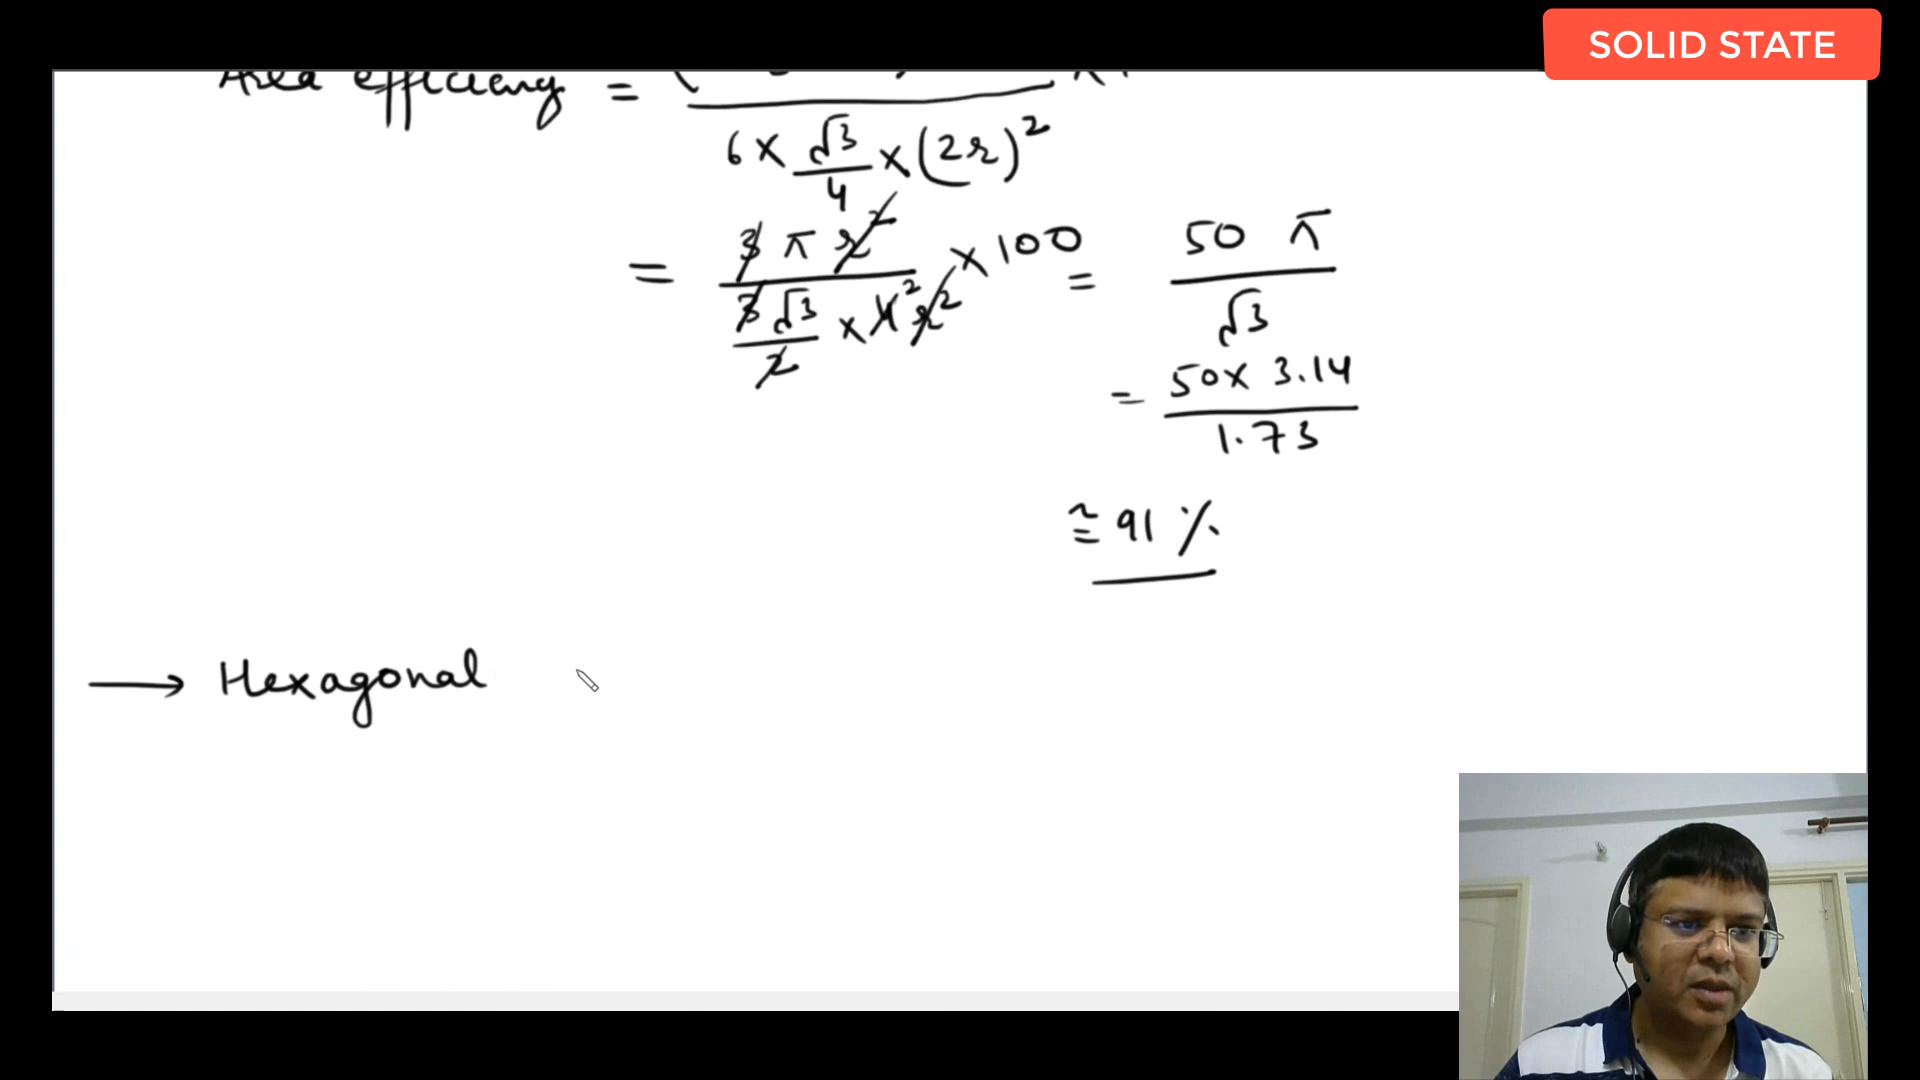 SOLID STATE
Area efficiency =
6 × √3/4 × (2r)²
= 3 π r² / (3√3/2 × 4² r²) × 100 = 50 π / √3
= 50 × 3.14 / 1.73
≅ 91 %
→ Hexagonal